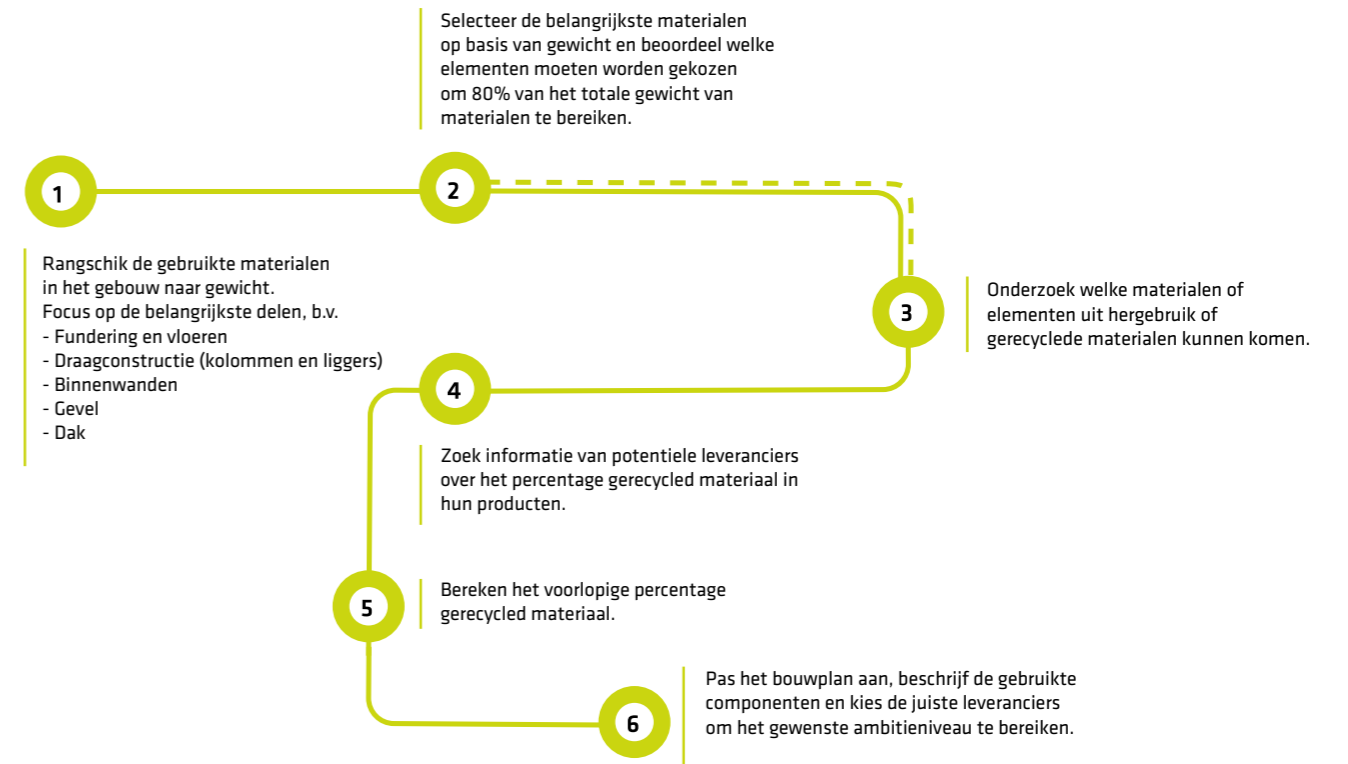 1
Rangschik de gebruikte materialen
in het gebouw naar gewicht.
Focus op de belangrijkste delen, b.v.
- Fundering en vloeren
- Draagconstructie (kolommen en liggers)
- Binnenwanden
- Gevel
- Dak
2
Selecteer de belangrijkste materialen
op basis van gewicht en beoordeel welke
elementen moeten worden gekozen
om 80% van het totale gewicht van
materialen te bereiken.
3
Onderzoek welke materialen of
elementen uit hergebruik of
gerecyclede materialen kunnen komen.
4
Zoek informatie van potentiele leveranciers
over het percentage gerecycled materiaal in
hun producten.
5
Bereken het voorlopige percentage
gerecycled materiaal.
6
Pas het bouwplan aan, beschrijf de gebruikte
componenten en kies de juiste leveranciers
om het gewenste ambitieniveau te bereiken.